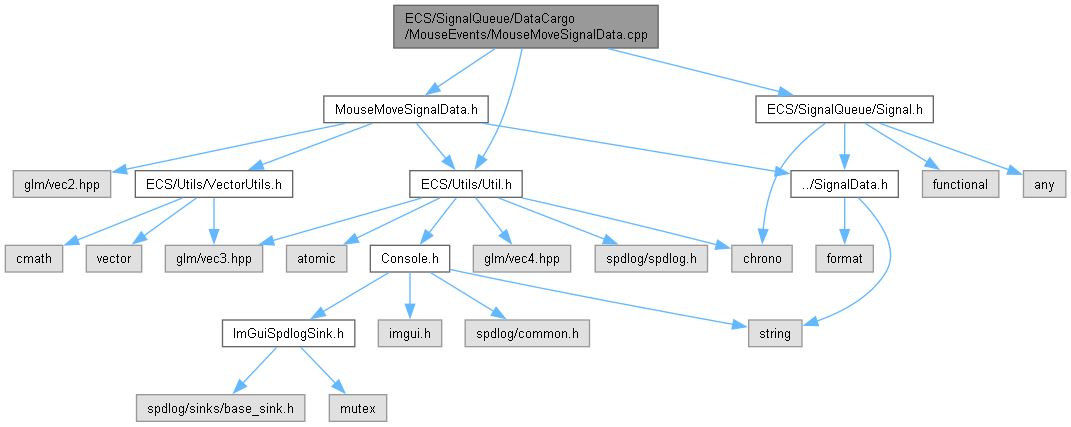 ECS/SignalQueue/DataCargo
/MouseEvents/MouseMoveSignalData.cpp
MouseMoveSignalData.h
ECS/SignalQueue/Signal.h
glm/vec2.hpp
ECS/Utils/VectorUtils.h
ECS/Utils/Util.h
../SignalData.h
functional
any
cmath
vector
glm/vec3.hpp
atomic
Console.h
glm/vec4.hpp
spdlog/spdlog.h
chrono
format
ImGuiSpdlogSink.h
imgui.h
spdlog/common.h
string
spdlog/sinks/base_sink.h
mutex